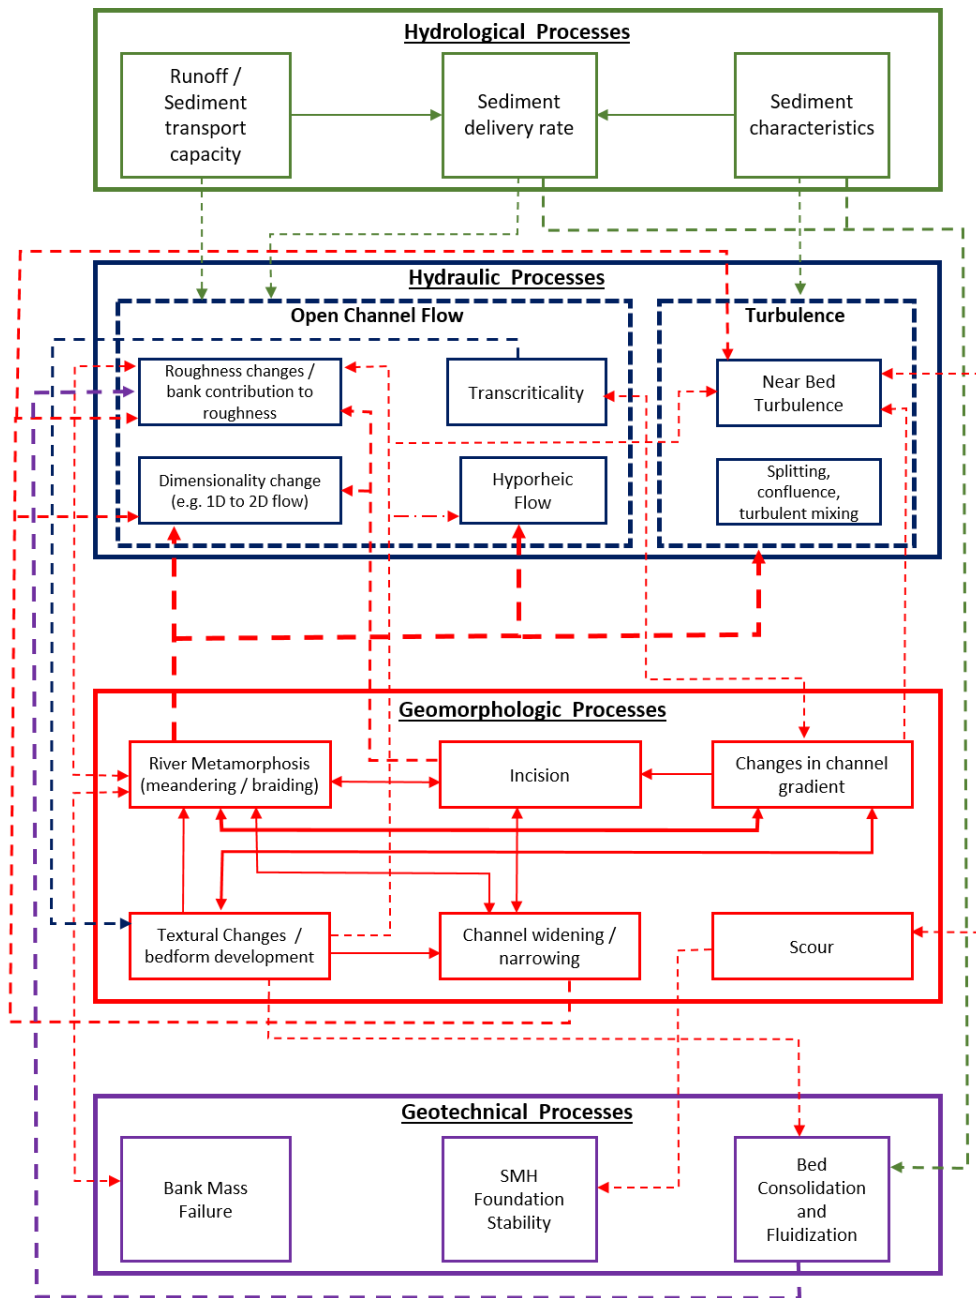 Hydrological Processes
Runoff /
Sediment
transport
capacity
Sediment
delivery rate
Sediment
characteristics
Hydraulic Processes
Open Channel Flow
Turbulence
Roughness changes /
bank contribution to
roughness
Transcriticality
Near Bed
Turbulence
Dimensionality change
(e.g. 1D to 2D flow)
Hyporheic
Flow
Splitting,
confluence,
turbulent mixing
Geomorphologic Processes
River Metamorphosis
(meandering / braiding)
Incision
Changes in channel
gradient
Textural Changes /
bedform development
Channel widening /
narrowing
Scour
Geotechnical Processes
Bank Mass
Failure
SMH
Foundation
Stability
Bed
Consolidation
and
Fluidization